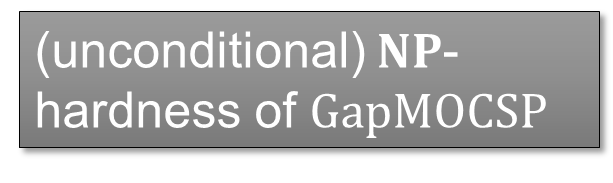 (unconditional) NP-
hardness of GapMOCSP